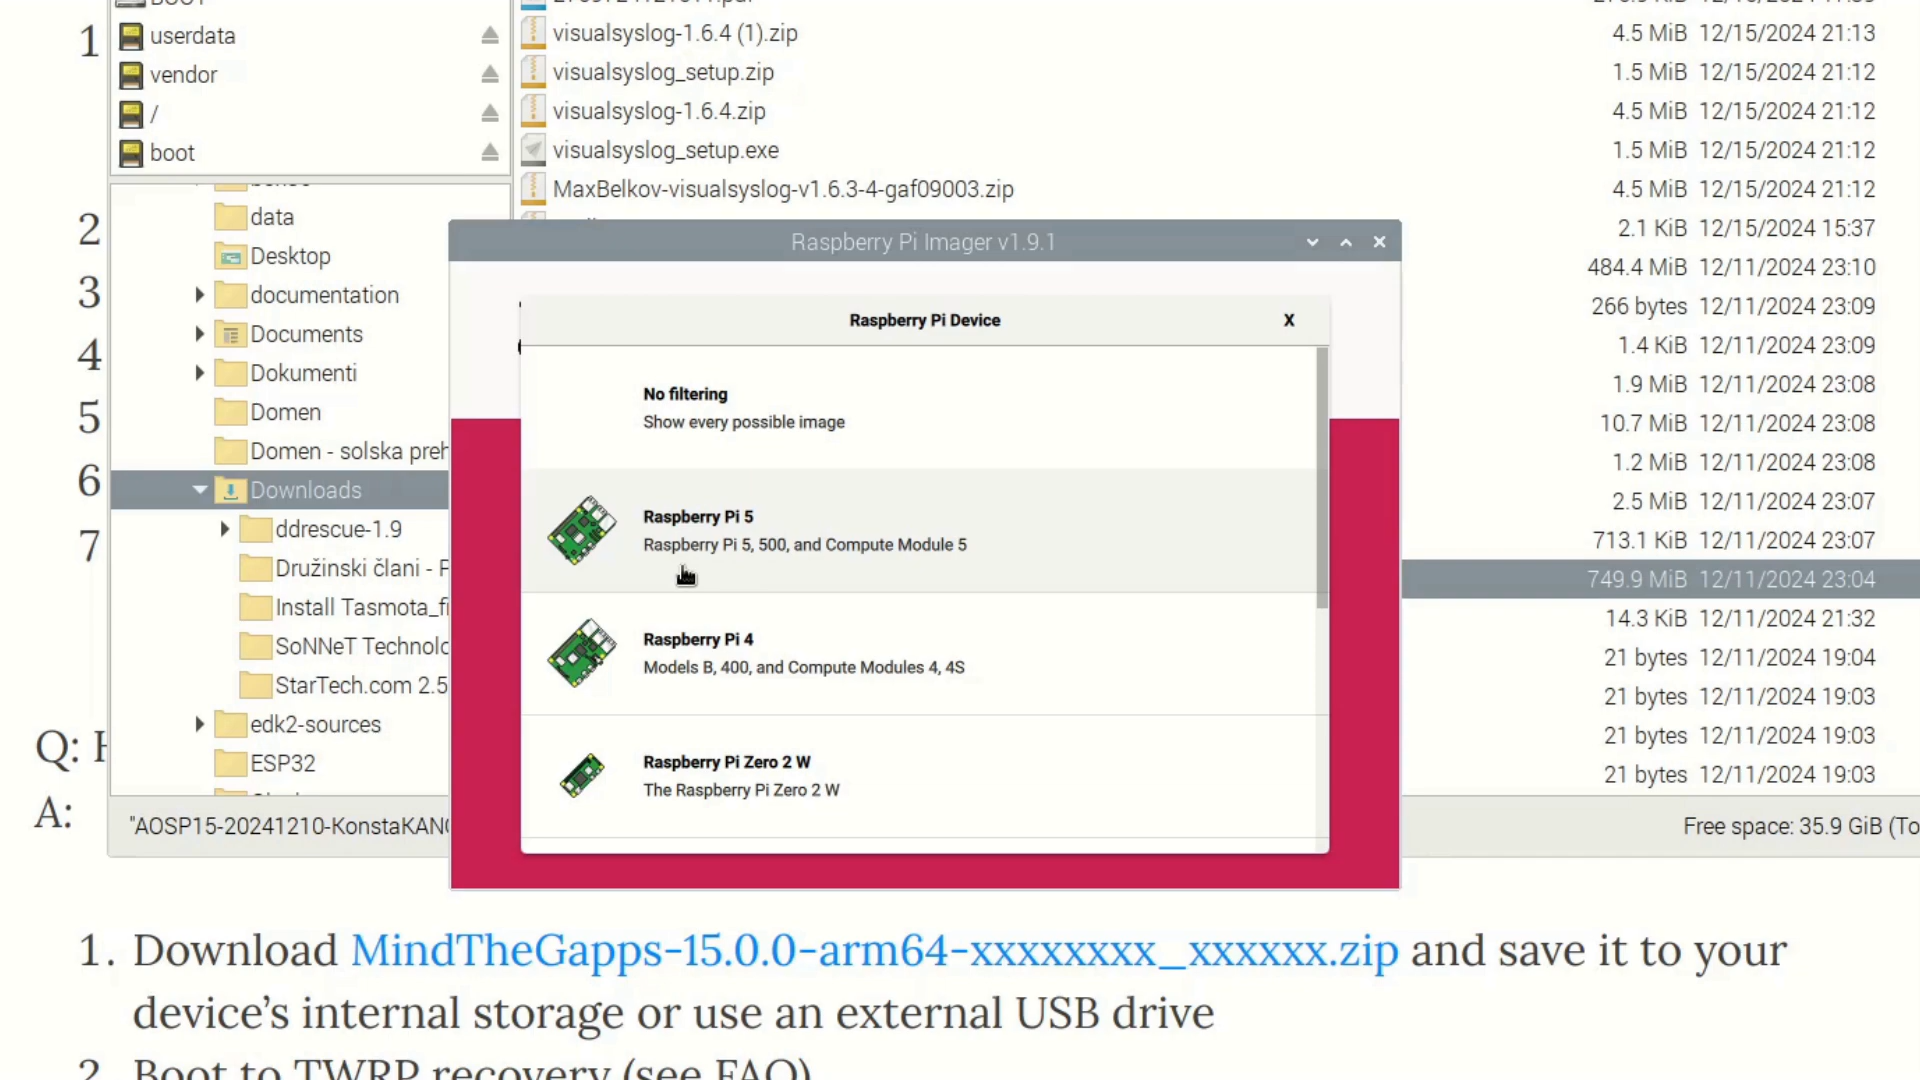 1
userdata
vendor
/
boot
visualsyslog-1.6.4 (1).zip 4.5 MiB 12/15/2024 21:13
visualsyslog_setup.zip 1.5 MiB 12/15/2024 21:12
visualsyslog-1.6.4.zip 4.5 MiB 12/15/2024 21:12
visualsyslog_setup.exe 1.5 MiB 12/15/2024 21:12
MaxBelkov-visualsyslog-v1.6.3-4-gaf09003.zip 4.5 MiB 12/15/2024 21:12
2.1 KiB 12/15/2024 15:37
484.4 MiB 12/11/2024 23:10
266 bytes 12/11/2024 23:09
1.4 KiB 12/11/2024 23:09
1.9 MiB 12/11/2024 23:08
10.7 MiB 12/11/2024 23:08
1.2 MiB 12/11/2024 23:08
2.5 MiB 12/11/2024 23:07
713.1 KiB 12/11/2024 23:07
749.9 MiB 12/11/2024 23:04
14.3 KiB 12/11/2024 21:32
21 bytes 12/11/2024 19:04
21 bytes 12/11/2024 19:03
21 bytes 12/11/2024 19:03
21 bytes 12/11/2024 19:03
2
3
4
5
6
7
data
Desktop
documentation
Documents
Dokumenti
Domen
Domen - solska preh
Downloads
ddrescue-1.9
Družinski člani - F
Install Tasmota_fi
SoNNeT Technolo
StarTech.com 2.5
edk2-sources
ESP32
Raspberry Pi Imager v1.9.1
Raspberry Pi Device X
No filtering
Show every possible image
Raspberry Pi 5
Raspberry Pi 5, 500, and Compute Module 5
Raspberry Pi 4
Models B, 400, and Compute Modules 4, 4S
Raspberry Pi Zero 2 W
The Raspberry Pi Zero 2 W
Q:
A:
"AOSP15-20241210-KonstaKAN
Free space: 35.9 GiB (To
1. Download MindTheGapps-15.0.0-arm64-xxxxxxxx_xxxxxx.zip and save it to your
device’s internal storage or use an external USB drive
2. Boot to TWRP recovery (see FAQ)